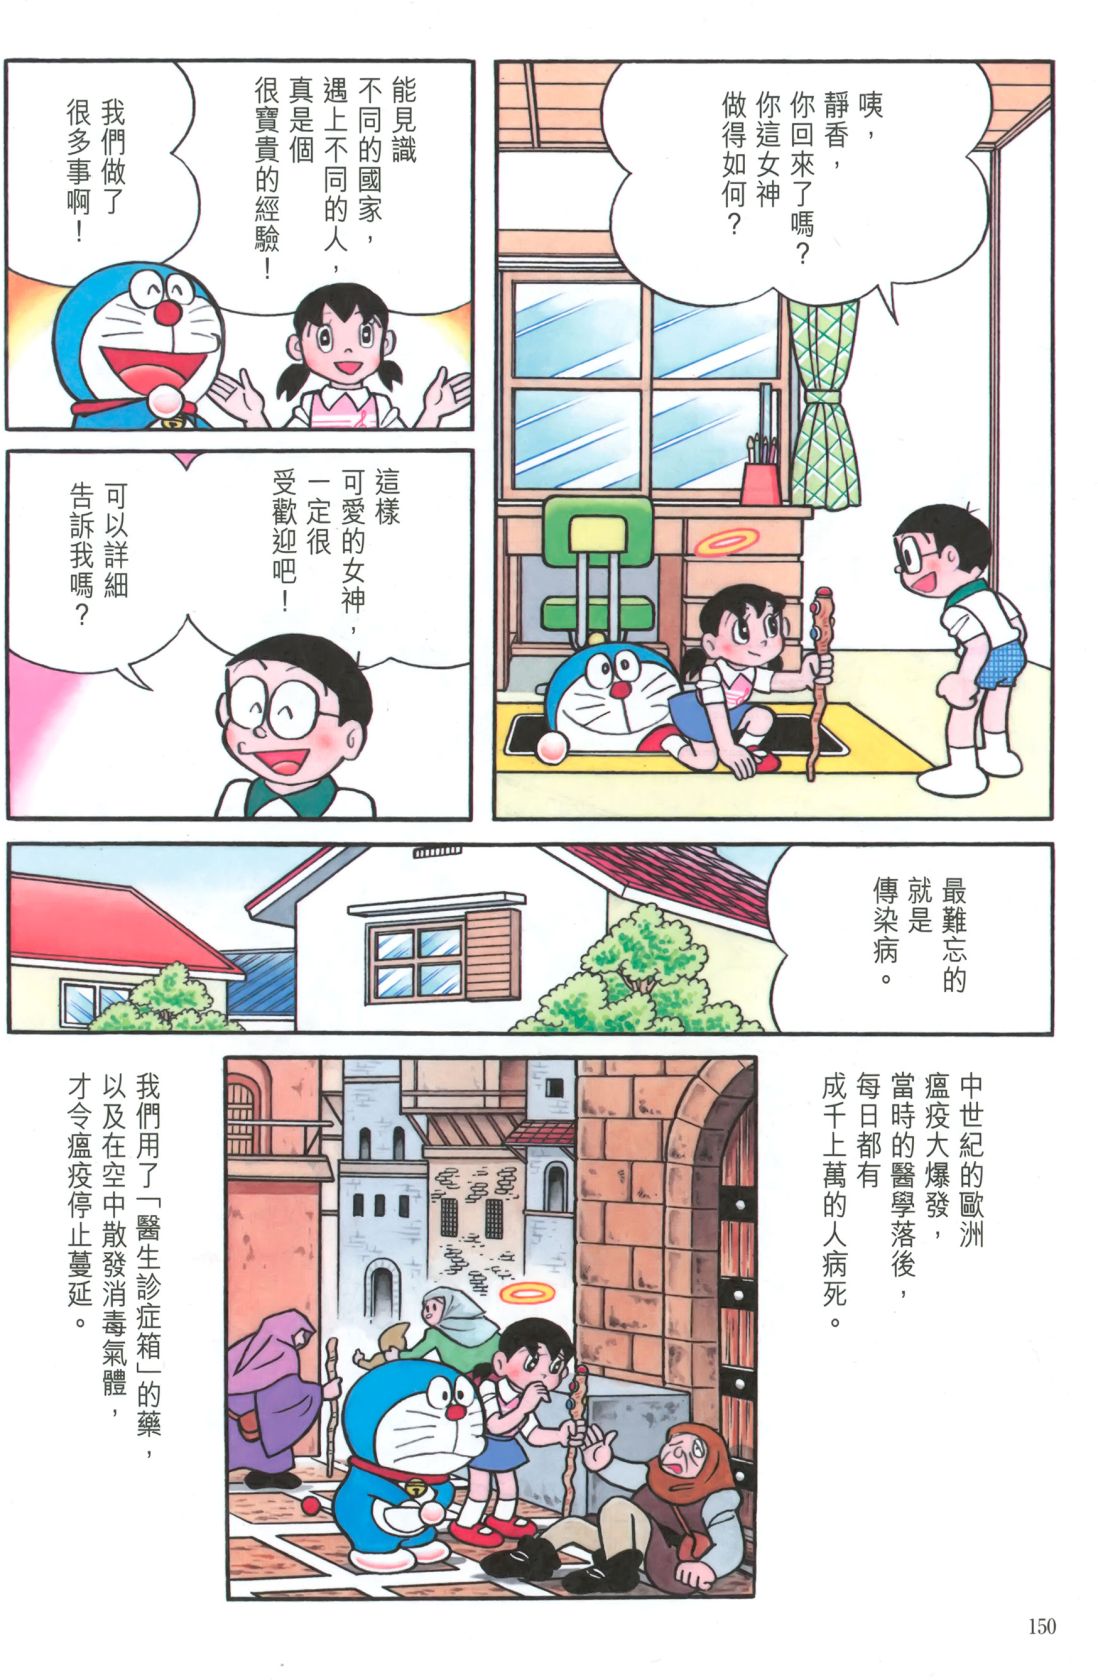 咦，
靜香，
你回來了嗎？
你這女神
做得如何？
能見識
不同的國家，
遇上不同的人，
真是個
很寶貴的經驗！
我們做了
很多事啊！
這樣
可愛的女神，
一定很
受歡迎吧！
可以詳細
告訴我嗎？
最難忘的
就是
傳染病。
中世紀的歐洲
瘟疫大爆發，
當時的醫學落後，
每日都有
成千上萬的人病死。
我們用了「醫生診症箱」的藥，
以及在空中散發消毒氣體，
才令瘟疫停止蔓延。
150